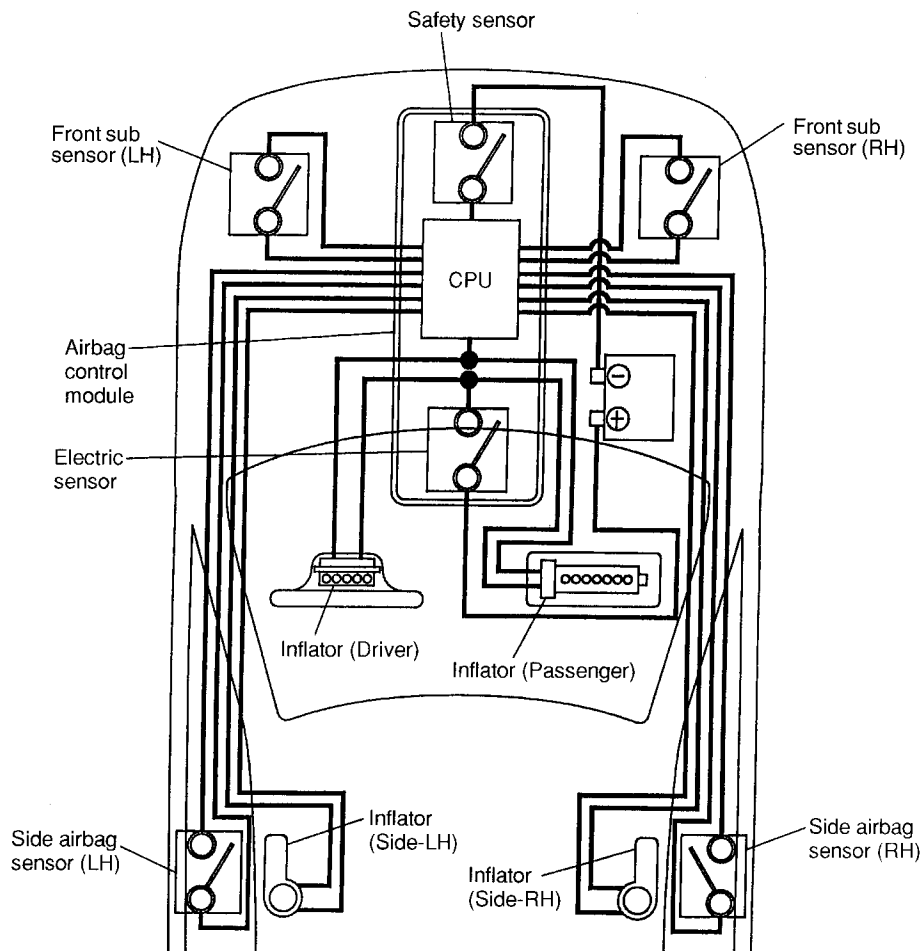 Safety sensor
Front sub
sensor (LH)
Front sub
sensor (RH)
CPU
Airbag
control
module
−
+
Electric
sensor
Inflator (Driver)
Inflator (Passenger)
Side airbag
sensor (LH)
Inflator
(Side-LH)
Inflator
(Side-RH)
Side airbag
sensor (RH)